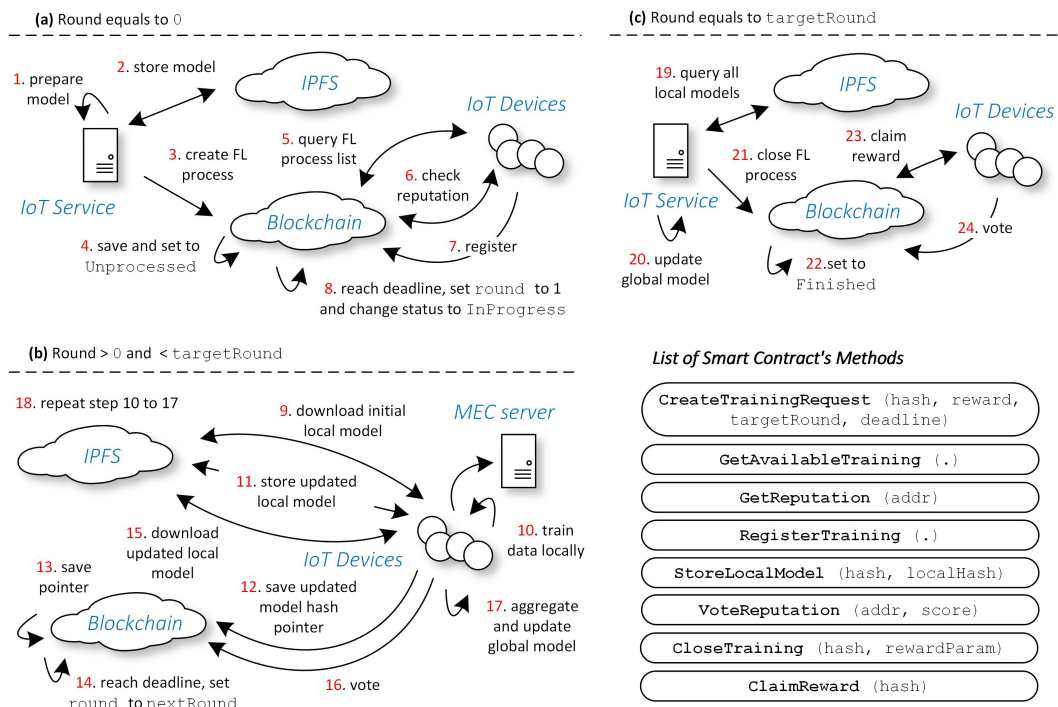 (a) Round equals to 0
1. prepare
model
2. store model
IPFS
IoT Devices
3. create FL
process
5. query FL
process list
6. check
reputation
IoT Service
Blockchain
4. save and set to
Unprocessed
7. register
8. reach deadline, set round to 1
and change status to InProgress
(c) Round equals to targetRound
19. query all
local models
IPFS
IoT Devices
23. claim
reward
21. close FL
process
IoT Service
Blockchain
24. vote
20. update
global model
22.set to
Finished
(b) Round > 0 and < targetRound
18. repeat step 10 to 17
9. download initial
local model
MEC server
IPFS
11. store updated
local model
15. download
updated local
model
IoT Devices
10. train
data locally
13. save
pointer
12. save updated
model hash
pointer
Blockchain
17. aggregate
and update
global model
14. reach deadline, set
round to nextRound
16. vote
List of Smart Contract's Methods
CreateTrainingRequest (hash, reward,
targetRound, deadline)
GetAvailableTraining (.)
GetReputation (addr)
RegisterTraining (.)
StoreLocalModel (hash, localHash)
VoteReputation (addr, score)
CloseTraining (hash, rewardParam)
ClaimReward (hash)